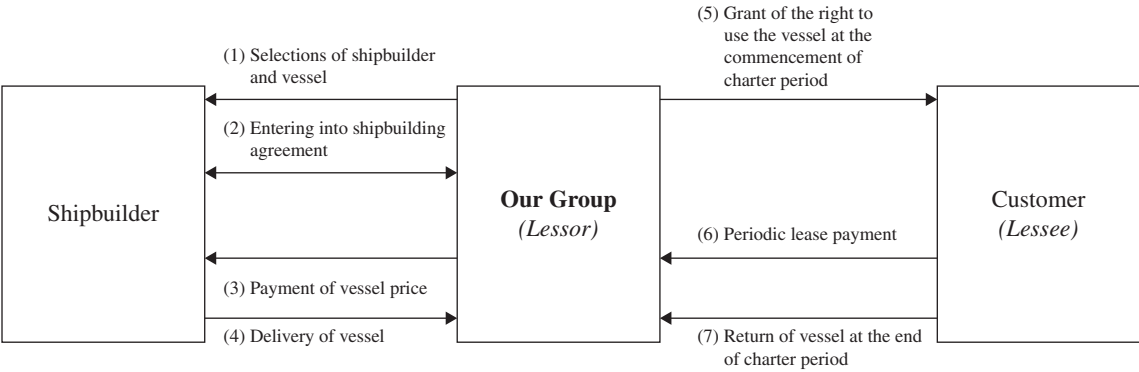 (5) Grant of the right to
use the vessel at the
commencement of
charter period
(1) Selections of shipbuilder
and vessel
(2) Entering into shipbuilding
agreement
Shipbuilder
Our Group
(Lessor)
Customer
(Lessee)
(6) Periodic lease payment
(3) Payment of vessel price
(4) Delivery of vessel
(7) Return of vessel at the end
of charter period